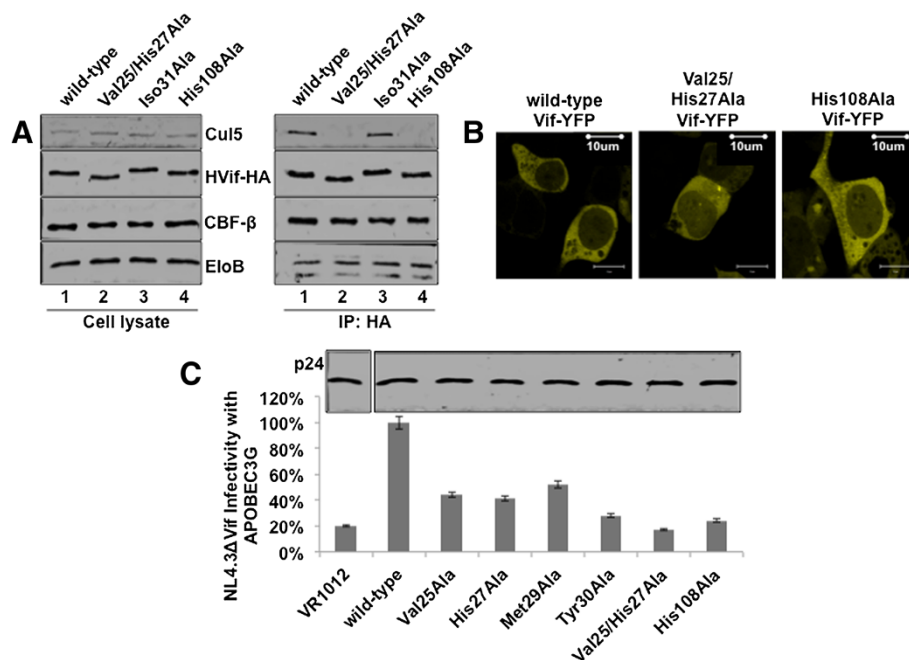 A
wild-type
Val25/His27Ala
Iso31Ala
His108Ala
wild-type
Val25/His27Ala
Iso31Ala
His108Ala
Cul5
HVif-HA
CBF-β
EloB
1 2 3 4
Cell lysate
1 2 3 4
IP: HA
B
wild-type
Vif-YFP
Val25/
His27Ala
Vif-YFP
His108Ala
Vif-YFP
10um
10um
10um
C
p24
NL4.3Δ Vif Infectivity with
APOBEC3G
120%
100%
80%
60%
40%
20%
0%
VR1012
wild-type
Val25Ala
His27Ala
Met29Ala
Tyr30Ala
Val25/His27Ala
His108Ala